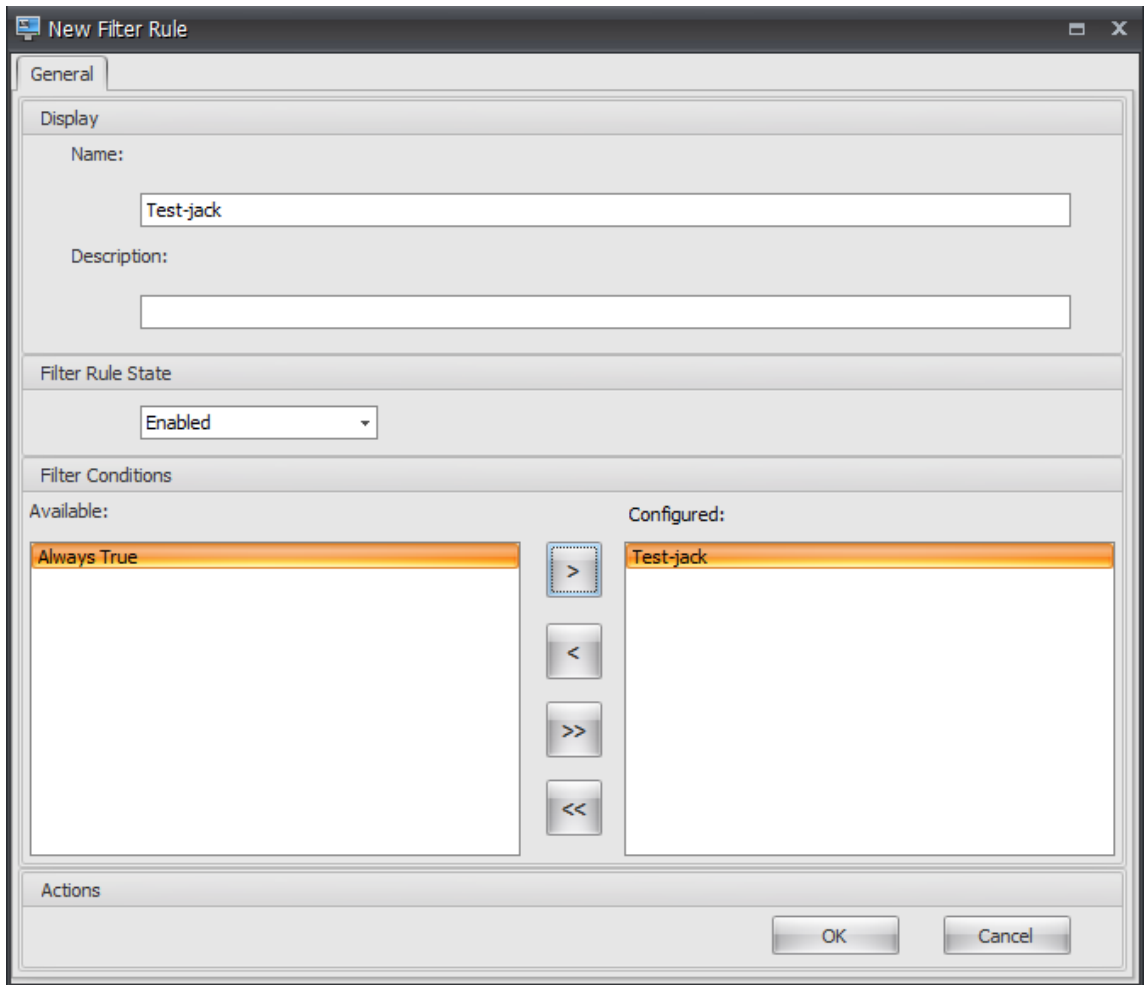 New Filter Rule
General
Display
Name:
Test-jack
Description:
Filter Rule State
Enabled
Filter Conditions
Available:
Configured:
Always True
Test-jack
>
<
>>
<<
Actions
OK
Cancel